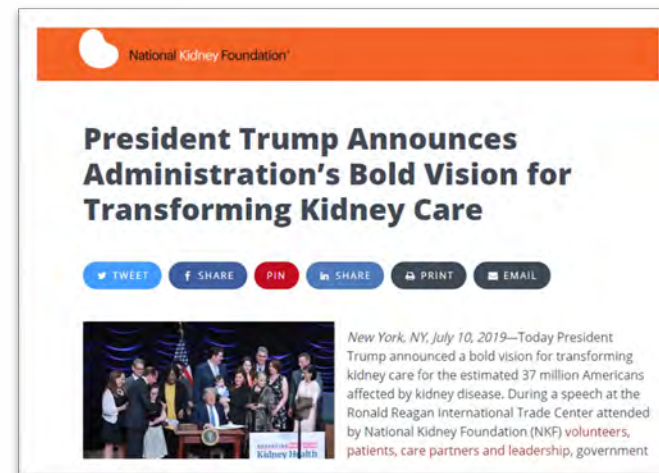 National Kidney Foundation®
President Trump Announces
Administration's Bold Vision for
Transforming Kidney Care
TWEET
SHARE
PIN
in SHARE
PRINT
EMAIL
New York, NY, July 10, 2019—Today President
Trump announced a bold vision for transforming
kidney care for the estimated 37 million Americans
affected by kidney disease. During a speech at the
Ronald Reagan International Trade Center attended
by National Kidney Foundation (NKF) volunteers,
patients, care partners and leadership, government
Kidney Health